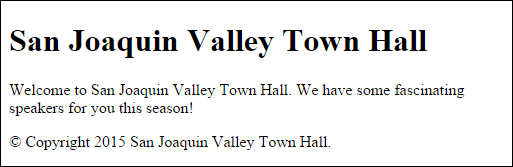 San Joaquin Valley Town Hall
Welcome to San Joaquin Valley Town Hall. We have some fascinating
speakers for you this season!
© Copyright 2015 San Joaquin Valley Town Hall.